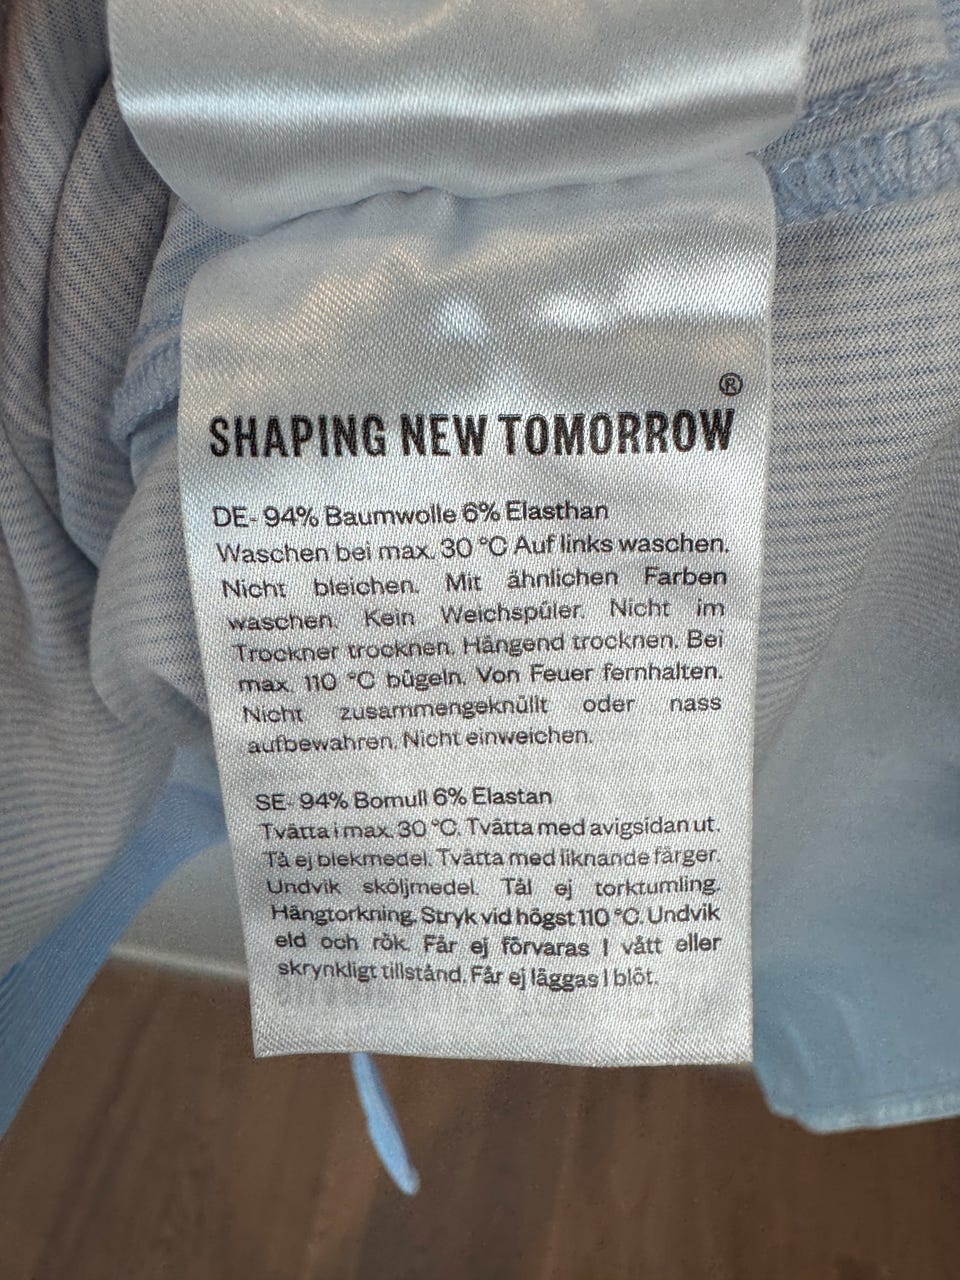 SHAPING NEW TOMORROW®
DE- 94% Baumwolle 6% Elasthan
Waschen bei max. 30 °C Auf links waschen.
Nicht bleichen. Mit ähnlichen Farben
waschen. Kein Weichspüler. Nicht im
Trockner trocknen. Hängend trocknen. Bei
max. 110 °C bügeln. Von Feuer fernhalten.
Nicht zusammengeknüllt oder nass
aufbewahren. Nicht einweichen.
SE- 94% Bomull 6% Elastan
Tvätta i max. 30 °C. Tvätta med avigsidan ut.
Tå ej blekmedel. Tvätta med liknande färger.
Undvik sköljmedel. Tål ej torktumling.
Hängtorkning. Stryk vid högst 110 °C. Undvik
eld och rök. Får ej förvaras I vått eller
skrynkligt tillstånd. Får ej läggas I blöt.